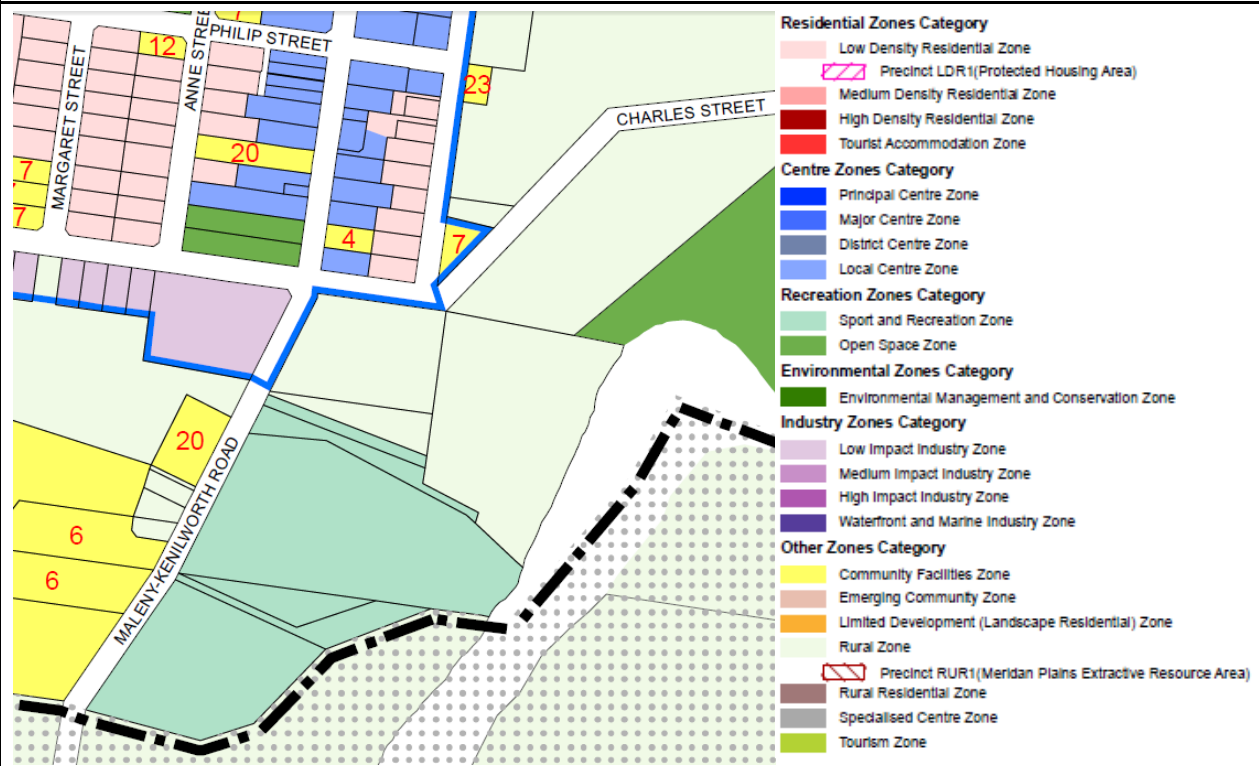 12
PHILIP STREET
ANNE STREE
MARGARET STREET
23
CHARLES STREET
20
7
7
4
7
20
MALENY-KENILWORTH ROAD
6
6
Residential Zones Category
Low Density Residential Zone
Precinct LDR1(Protected Housing Area)
Medium Density Residential Zone
High Density Residential Zone
Tourist Accommodation Zone
Centre Zones Category
Principal Centre Zone
Major Centre Zone
District Centre Zone
Local Centre Zone
Recreation Zones Category
Sport and Recreation Zone
Open Space Zone
Environmental Zones Category
Environmental Management and Conservation Zone
Industry Zones Category
Low Impact Industry Zone
Medium Impact Industry Zone
High Impact Industry Zone
Waterfront and Marine Industry Zone
Other Zones Category
Community Facilities Zone
Emerging Community Zone
Limited Development (Landscape Residential) Zone
Rural Zone
Precinct RUR1(Meridan Plains Extractive Resource Area)
Rural Residential Zone
Specialised Centre Zone
Tourism Zone